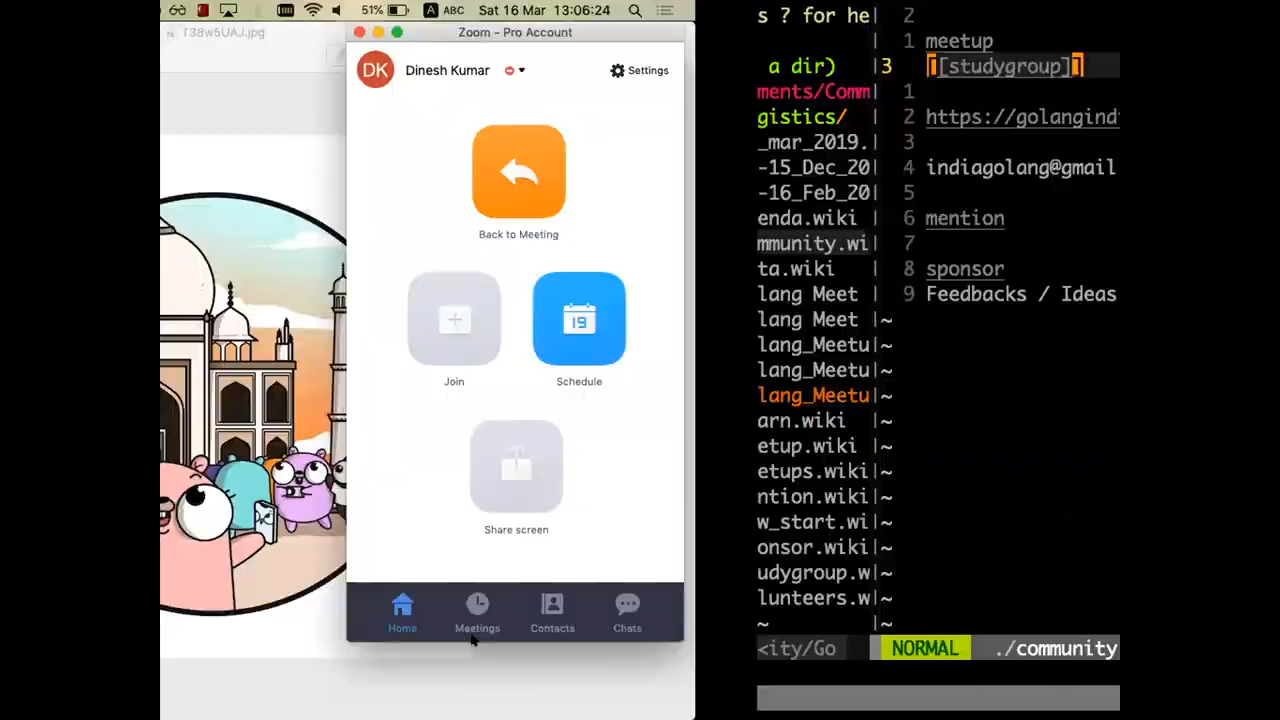 51% A ABC Sat 16 Mar 13:06:24
T38w5UAJ.jpg
Zoom - Pro Account
DK Dinesh Kumar
Settings
Back to Meeting
19
Join
Schedule
Share screen
Home
Meetings
Contacts
Chats
s ? for he
a dir)
ments/Comm|
gistics/ |
_mar_2019.|
-15_Dec_20|
-16_Feb_20|
enda.wiki |
mmunity.wi|
ta.wiki |
lang Meet |
lang Meet |~
lang_Meetu|~
lang_Meetu|~
lang_Meetu|~
arn.wiki |~
etup.wiki |~
etups.wiki|~
ntion.wiki|~
w_start.wi|~
onsor.wiki|~
udygroup.w|~
lunteers.w|~
~ |~
<ity/Go
2
1 meetup
3 [[studygroup]]
1
2 https://golangind
3
4 indiagolang@gmail
5
6 mention
7
8 sponsor
9 Feedbacks / Ideas
NORMAL ./community